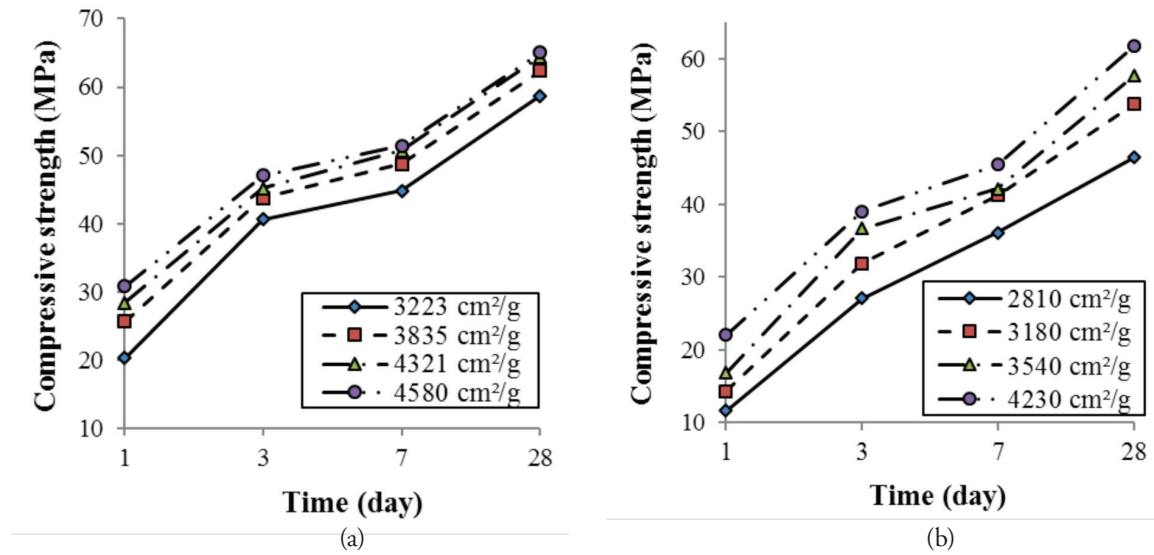 Compressive strength (MPa)
70
60
50
40
30
20
10
1 3 7 28
Time (day)
3223 cm²/g
3835 cm²/g
4321 cm²/g
4580 cm²/g
(a)
Compressive strength (MPa)
60
50
40
30
20
10
1 3 7 28
Time (day)
2810 cm²/g
3180 cm²/g
3540 cm²/g
4230 cm²/g
(b)